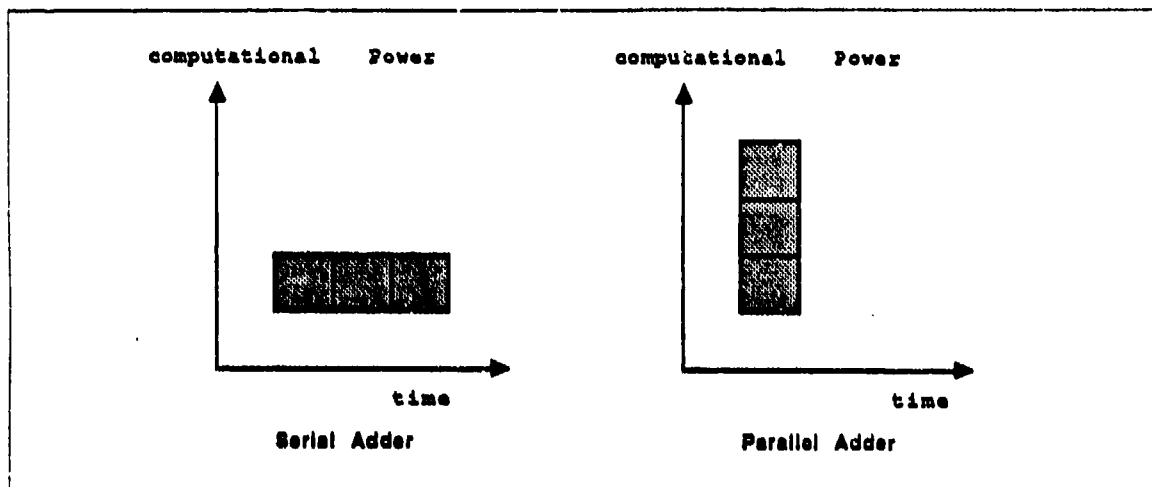 computational Power
computational Power
time
time
Serial Adder
Parallel Adder